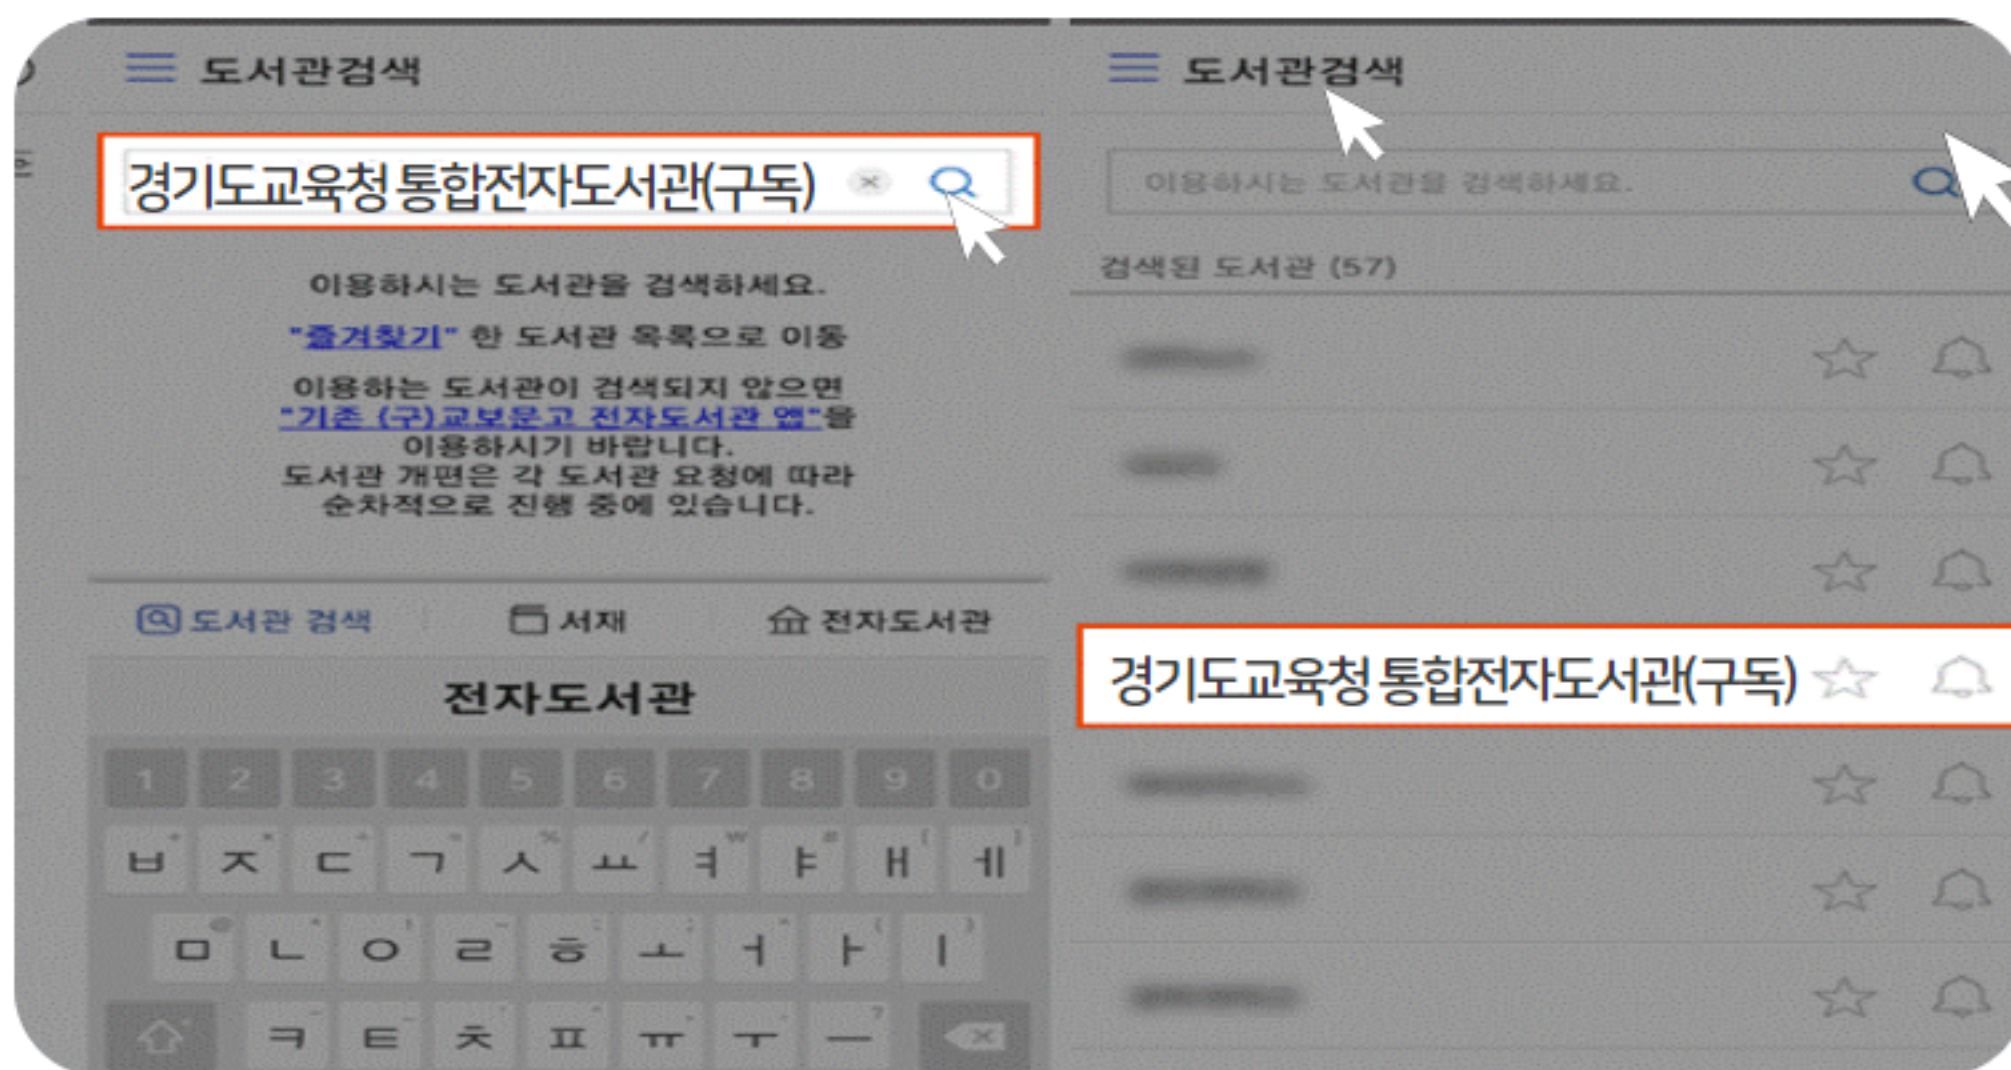 도서관검색
경기도교육청 통합전자도서관(구독)
이용하시는 도서관을 검색하세요.
"즐겨찾기" 한 도서관 목록으로 이동
이용하는 도서관이 검색되지 않으면
"기존 (구)교보문고 전자도서관 앱"을
이용하시기 바랍니다.
도서관 개편은 각 도서관 요청에 따라
순차적으로 진행 중에 있습니다.
도서관 검색 서재 전자도서관
전자도서관
1 2 3 4 5 6 7 8 9 0
ㅂ ㅈ ㄷ ㄱ ㅅ ㅛ ㅕ ㅑ ㅐ ㅔ
ㅁ ㄴ ㅇ ㄹ ㅎ ㅗ ㅓ ㅏ ㅣ
ㅋ ㅌ ㅊ ㅍ ㅠ ㅜ ㅡ
도서관검색
이용하시는 도서관을 검색하세요.
검색된 도서관 (57)
경기도교육청 통합전자도서관(구독)